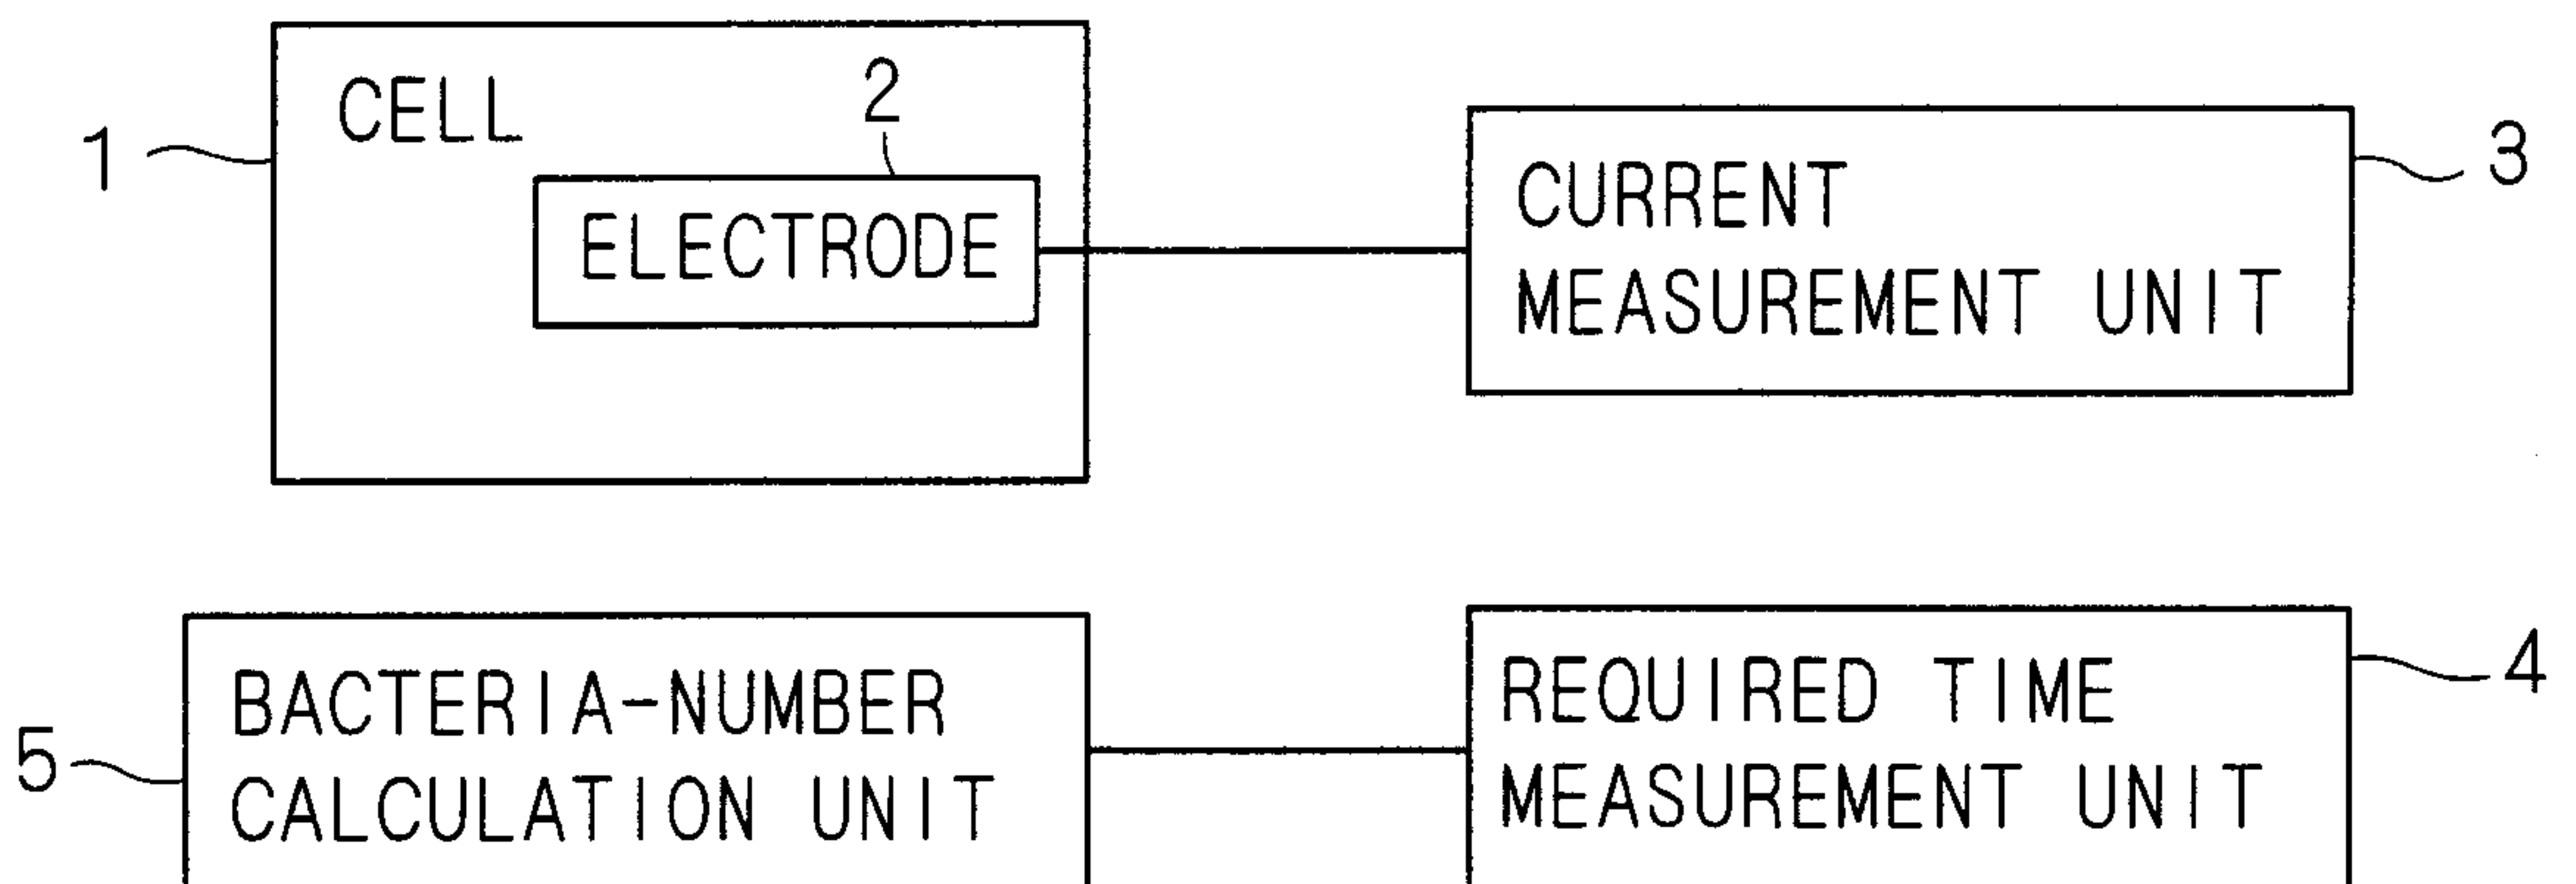 CELL
2
1
ELECTRODE
CURRENT
MEASUREMENT UNIT
3
BACTERIA-NUMBER
CALCULATION UNIT
5
REQUIRED TIME
MEASUREMENT UNIT
4